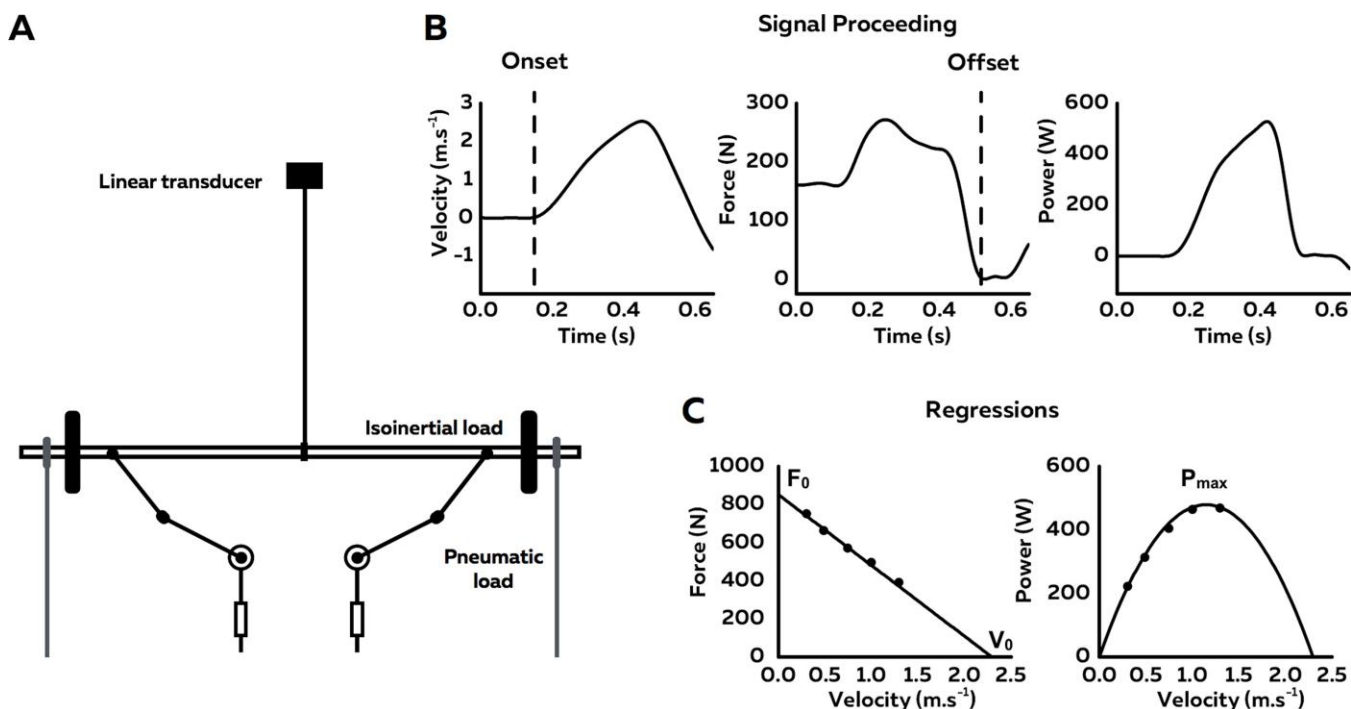 A
Linear transducer
Isoinertial load
Pneumatic
load
B
Signal Proceeding
Onset
Offset
Velocity (m.s⁻¹)
3
2
1
0
-1
0.0 0.2 0.4 0.6
Time (s)
Force (N)
300
200
100
0
0.0 0.2 0.4 0.6
Time (s)
Power (W)
600
400
200
0
0.0 0.2 0.4 0.6
Time (s)
C
Regressions
Force (N)
1000
800
600
400
200
0
F₀
V₀
0.0 0.5 1.0 1.5 2.0 2.5
Velocity (m.s⁻¹)
Power (W)
600
400
200
0
Pmax
0.0 0.5 1.0 1.5 2.0 2.5
Velocity (m.s⁻¹)